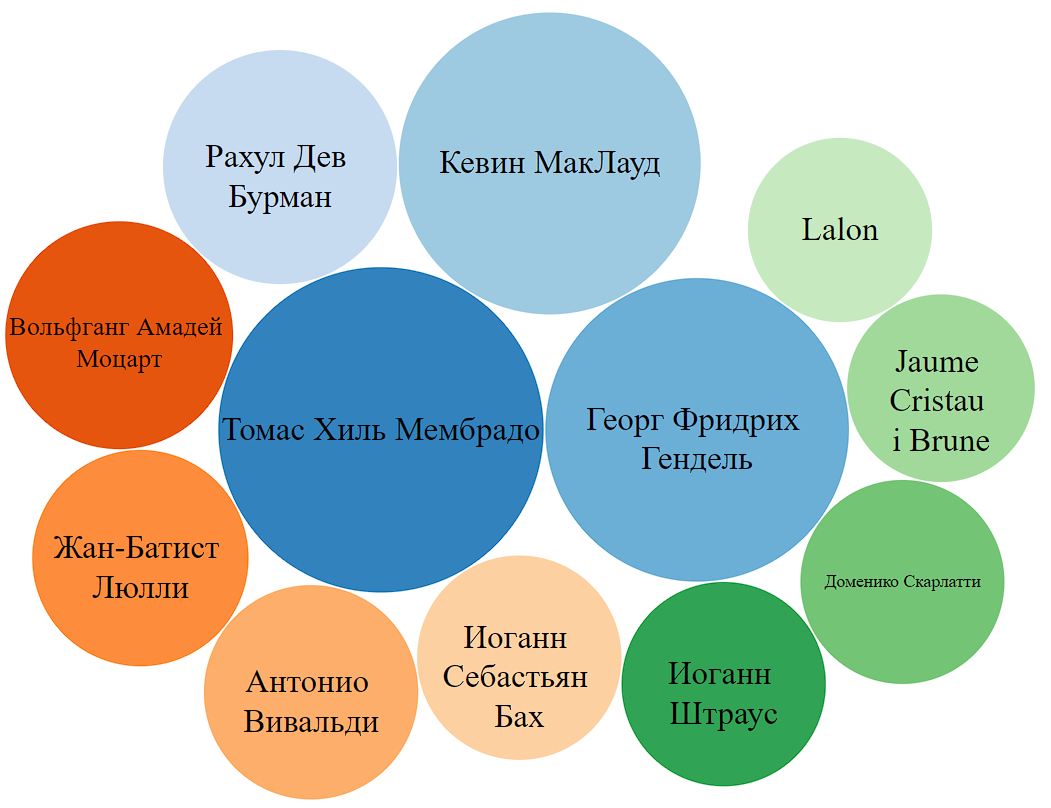 Рахул Дев
Бурман
Кевин МакЛауд
Lalon
Вольфганг Амадей
Моцарт
Jaume
Cristau
i Brune
Томас Хиль Мембрадо
Георг Фридрих
Гендель
Жан-Батист
Люлли
Доменико Скарлатти
Иоганн
Себастьян
Бах
Антонио
Вивальди
Иоганн
Штраус